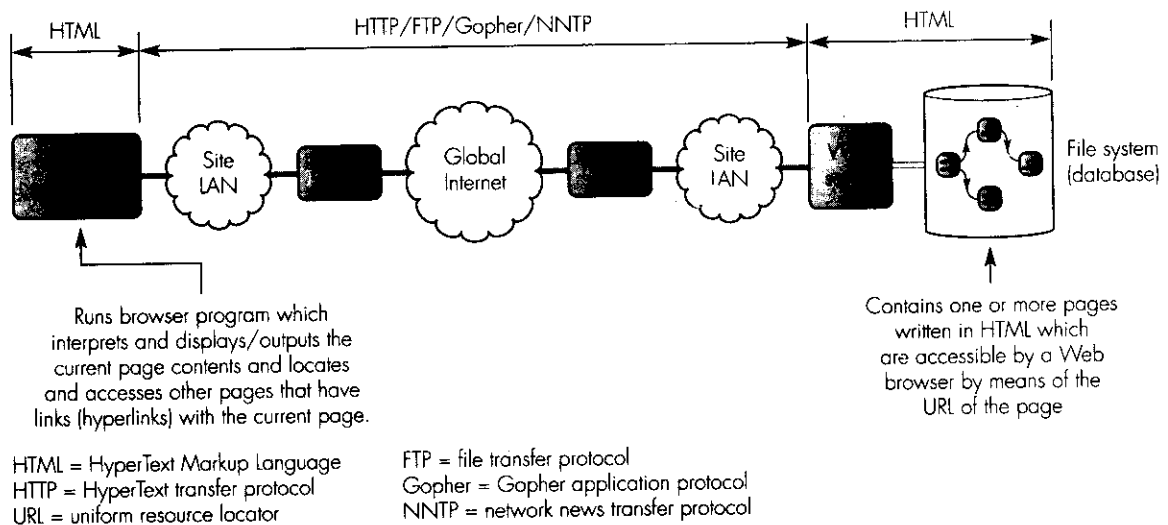 HTML
HTTP/FTP/Gopher/NNTP
HTML
Site
LAN
Global
Internet
Site
LAN
File system
(database)
Runs browser program which
interprets and displays/outputs the
current page contents and locates
and accesses other pages that have
links (hyperlinks) with the current page.
Contains one or more pages
written in HTML which
are accessible by a Web
browser by means of the
URL of the page
HTML = HyperText Markup Language
HTTP = HyperText transfer protocol
URL = uniform resource locator
FTP = file transfer protocol
Gopher = Gopher application protocol
NNTP = network news transfer protocol